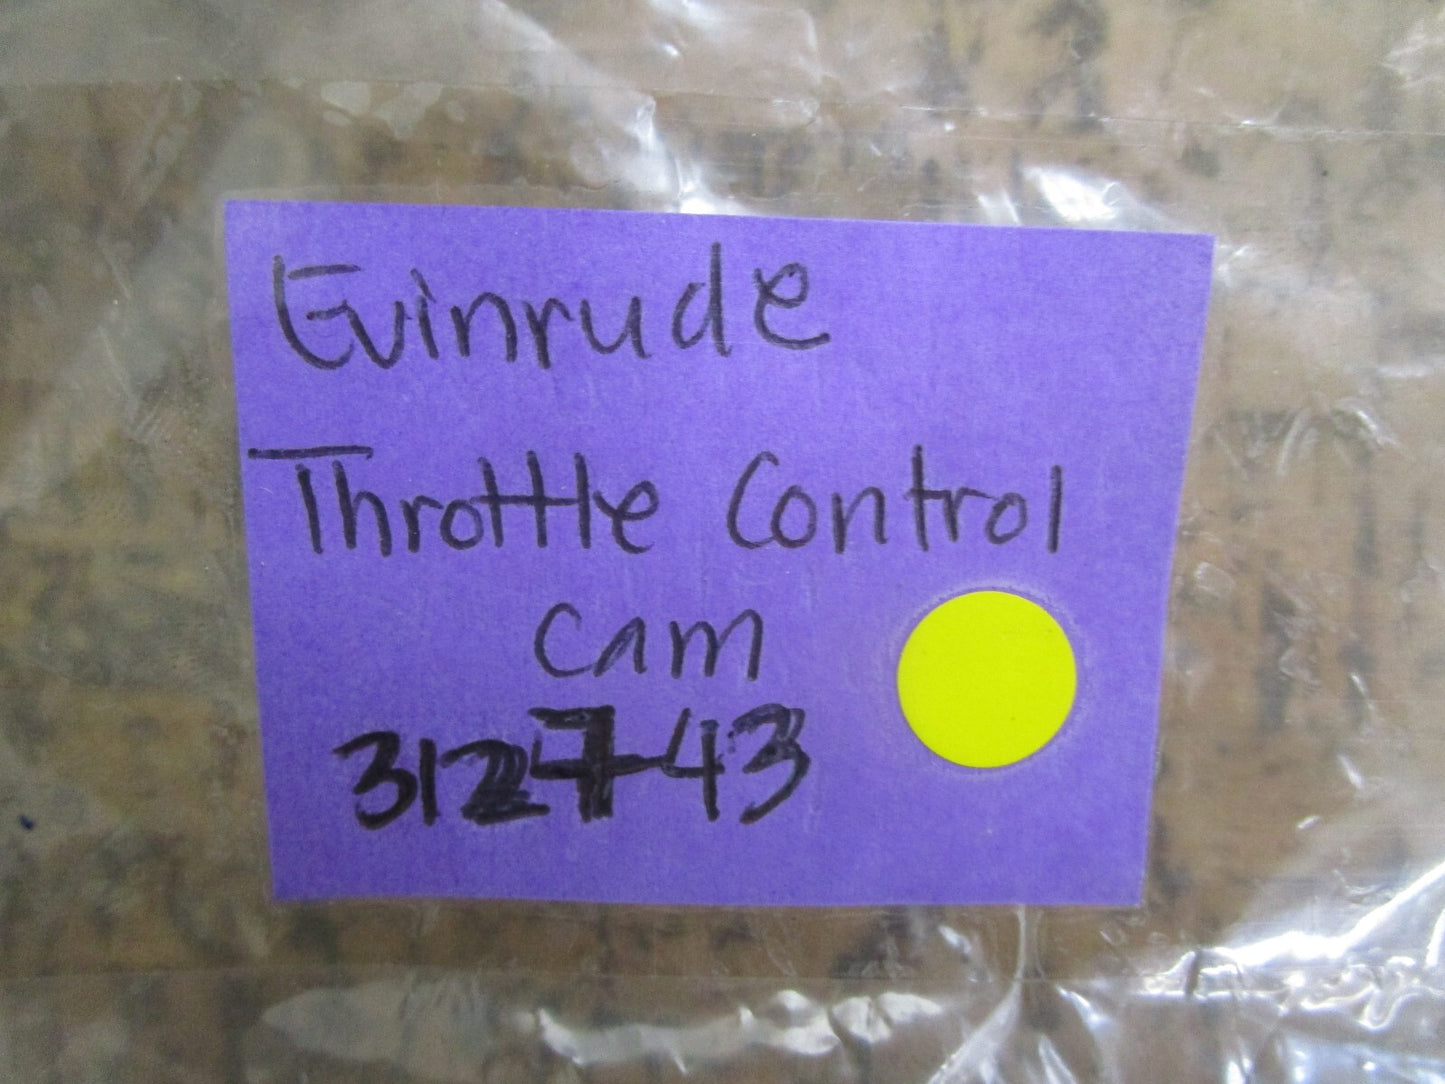 Evinrude
Throttle Control
Cam
312743